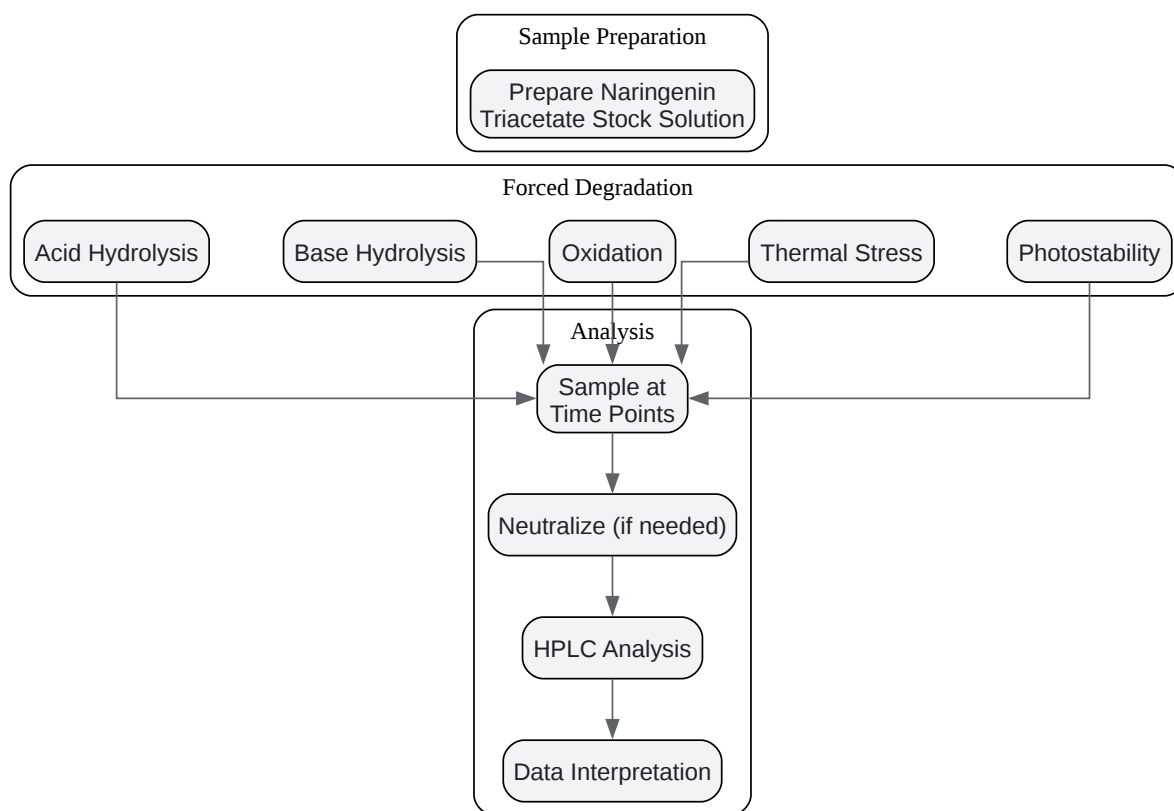 Sample Preparation
Prepare Naringenin
Triacetate Stock Solution
Forced Degradation
Acid Hydrolysis
Base Hydrolysis
Oxidation
Thermal Stress
Photostability
Analysis
Sample at
Time Points
Neutralize (if needed)
HPLC Analysis
Data Interpretation